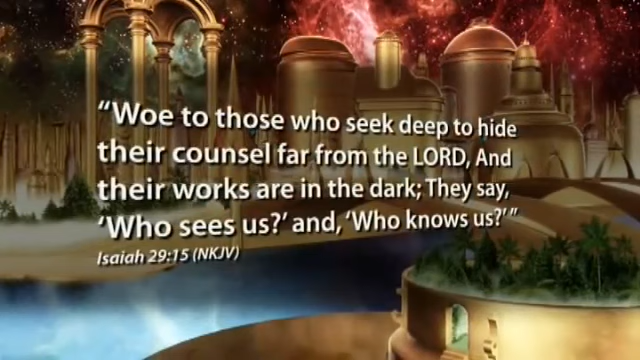 “Woe to those who seek deep to hide
their counsel far from the LORD, And
their works are in the dark; They say,
‘Who sees us?’ and, ‘Who knows us?’”
Isaiah 29:15 (NKJV)